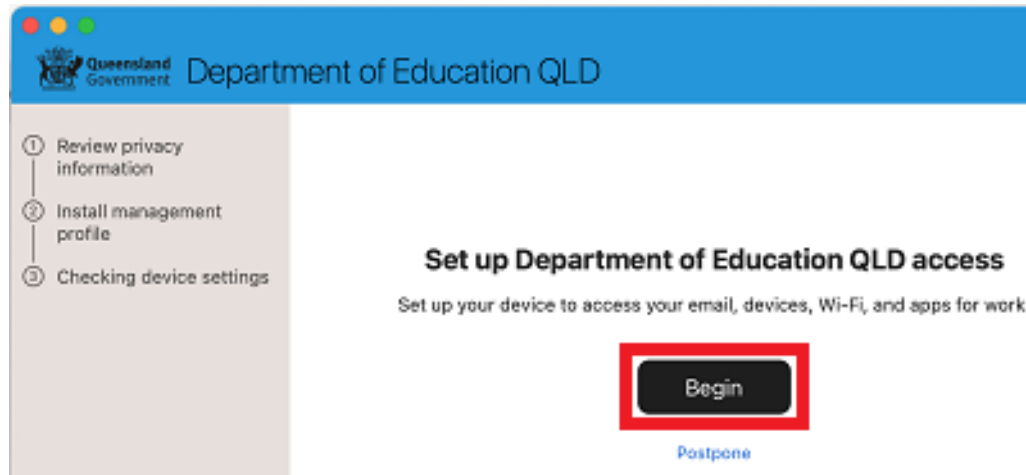 Queensland
Government
Department of Education QLD
1 Review privacy
information
2 Install management
profile
3 Checking device settings
Set up Department of Education QLD access
Set up your device to access your email, devices, Wi-Fi, and apps for work
Begin
Postpone